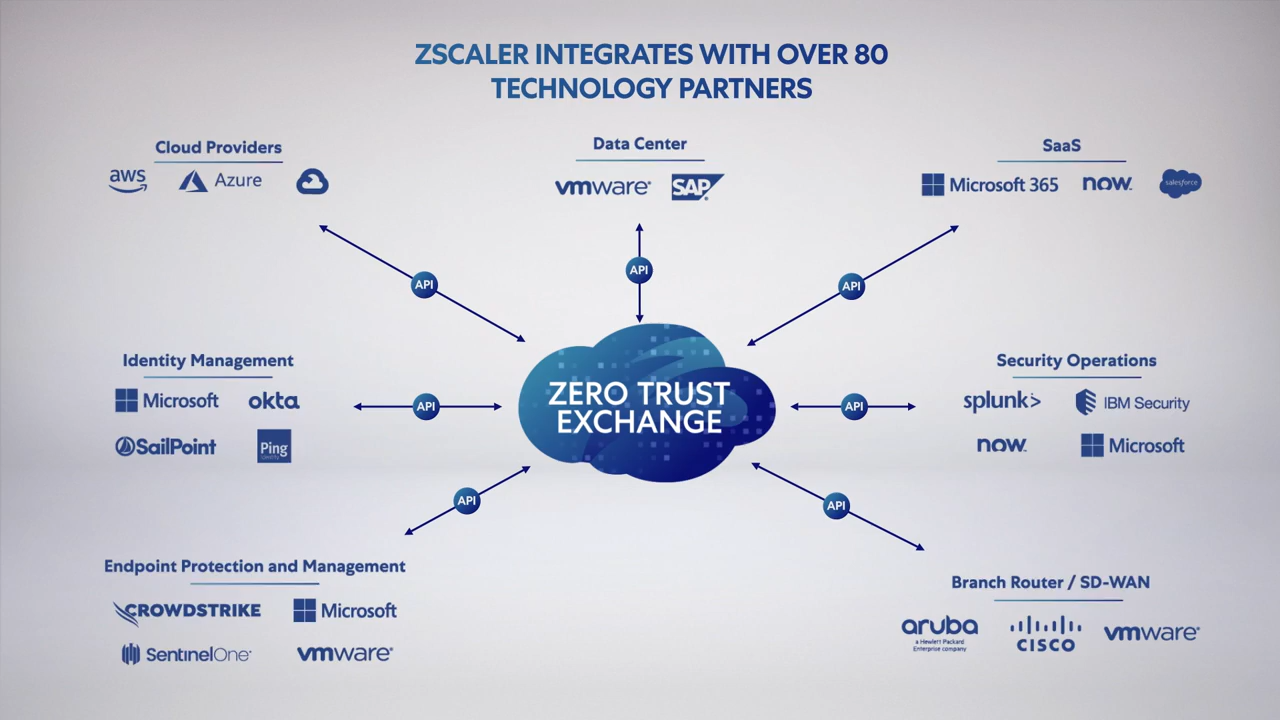 ZSCALER INTEGRATES WITH OVER 80
TECHNOLOGY PARTNERS
Cloud Providers
aws
Azure
Data Center
vmware®
SAP
SaaS
Microsoft 365
now.
salesforce
API
API
API
ZERO TRUST
EXCHANGE
Identity Management
Microsoft
okta
SailPoint
Ping
Identity
API
API
Security Operations
splunk>
IBM Security
now.
Microsoft
API
API
Endpoint Protection and Management
CROWDSTRIKE
Microsoft
SentinelOne
vmware®
Branch Router / SD-WAN
aruba
a Hewlett Packard
Enterprise company
CISCO
vmware®